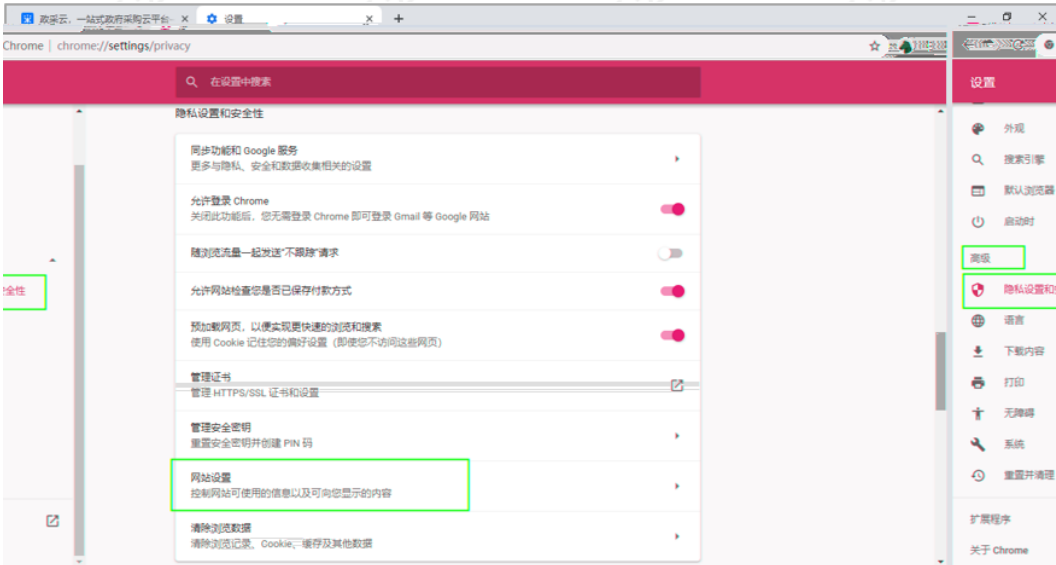 政采云，一站式政府采购云平台
设置
Chrome | chrome://settings/privacy
在设置中搜索
设置
隐私设置和安全性
同步功能和 Google 服务
更多与隐私、安全和数据收集相关的设置
允许登录 Chrome
关闭此功能后，您无需登录 Chrome 即可登录 Gmail 等 Google 网站
随浏览流量一起发送"不跟踪"请求
允许网站检查您是否已保存付款方式
预加载网页，以便实现更快速的浏览和搜索
使用 Cookie 记住您的偏好设置（即使您不访问这些网页）
管理证书
管理 HTTPS/SSL 证书和设置
管理安全密钥
重置安全密钥并创建 PIN 码
网站设置
控制网站可使用的信息以及可向您显示的内容
清除浏览数据
清除浏览记录、Cookie、缓存及其他数据
全性
外观
搜索引擎
默认浏览器
启动时
高级
隐私设置和
语言
下载内容
打印
无障碍
系统
重置并清理
扩展程序
关于 Chrome